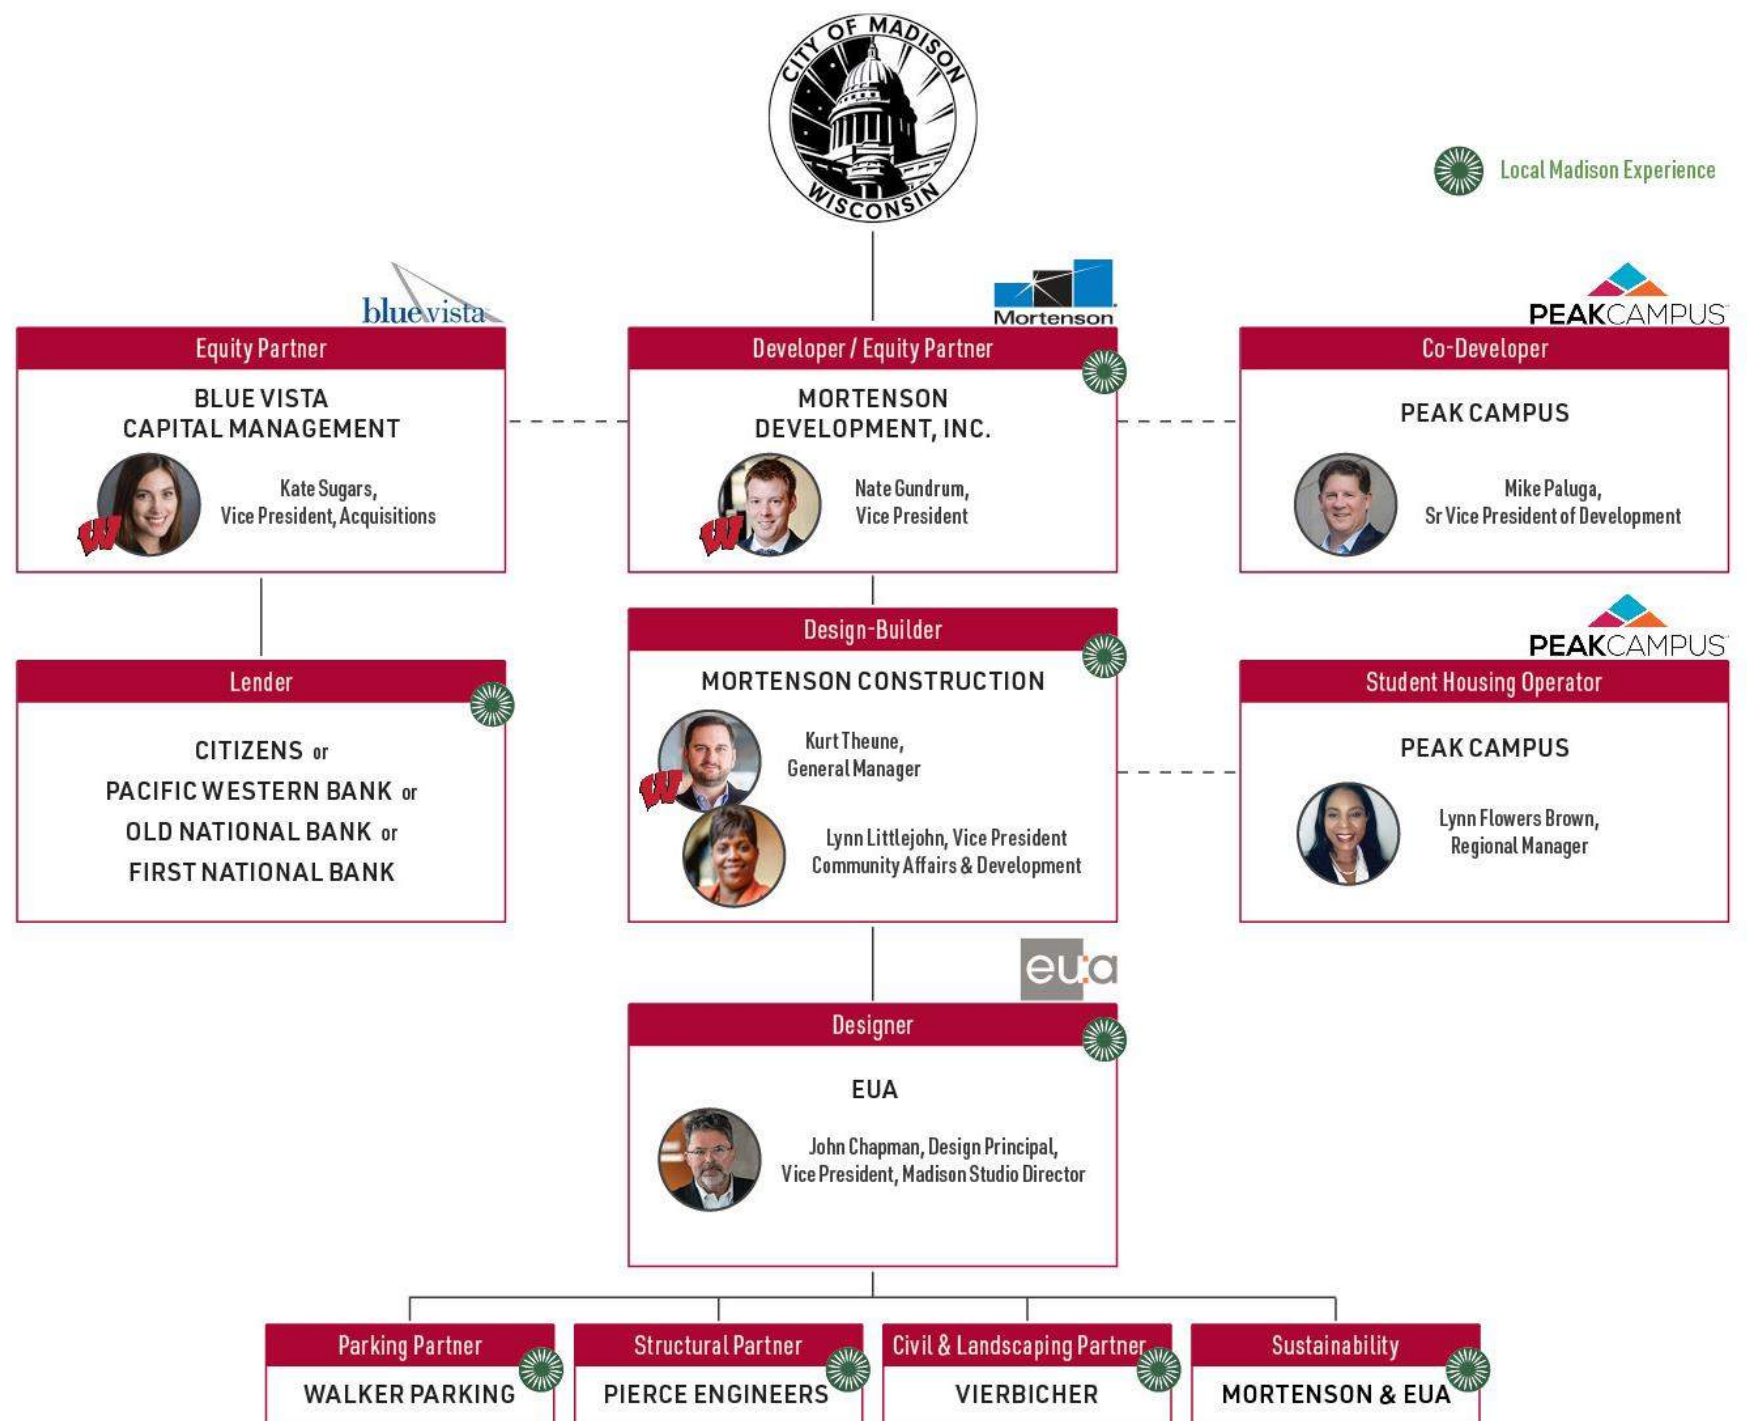 CITY OF MADISON
WISCONSIN
Local Madison Experience
bluevista
Equity Partner
BLUE VISTA
CAPITAL MANAGEMENT
Kate Sugars,
Vice President, Acquisitions
W
Mortenson
Developer / Equity Partner
MORTENSON
DEVELOPMENT, INC.
Nate Gundrum,
Vice President
W
PEAKCAMPUS
Co-Developer
PEAK CAMPUS
Mike Paluga,
Sr Vice President of Development
Lender
CITIZENS or
PACIFIC WESTERN BANK or
OLD NATIONAL BANK or
FIRST NATIONAL BANK
Design-Builder
MORTENSON CONSTRUCTION
Kurt Theune,
General Manager
W
Lynn Littlejohn, Vice President
Community Affairs & Development
PEAKCAMPUS
Student Housing Operator
PEAK CAMPUS
Lynn Flowers Brown,
Regional Manager
eu:a
Designer
EUA
John Chapman, Design Principal,
Vice President, Madison Studio Director
Parking Partner
WALKER PARKING
Structural Partner
PIERCE ENGINEERS
Civil & Landscaping Partner
VIERBICHER
Sustainability
MORTENSON & EUA